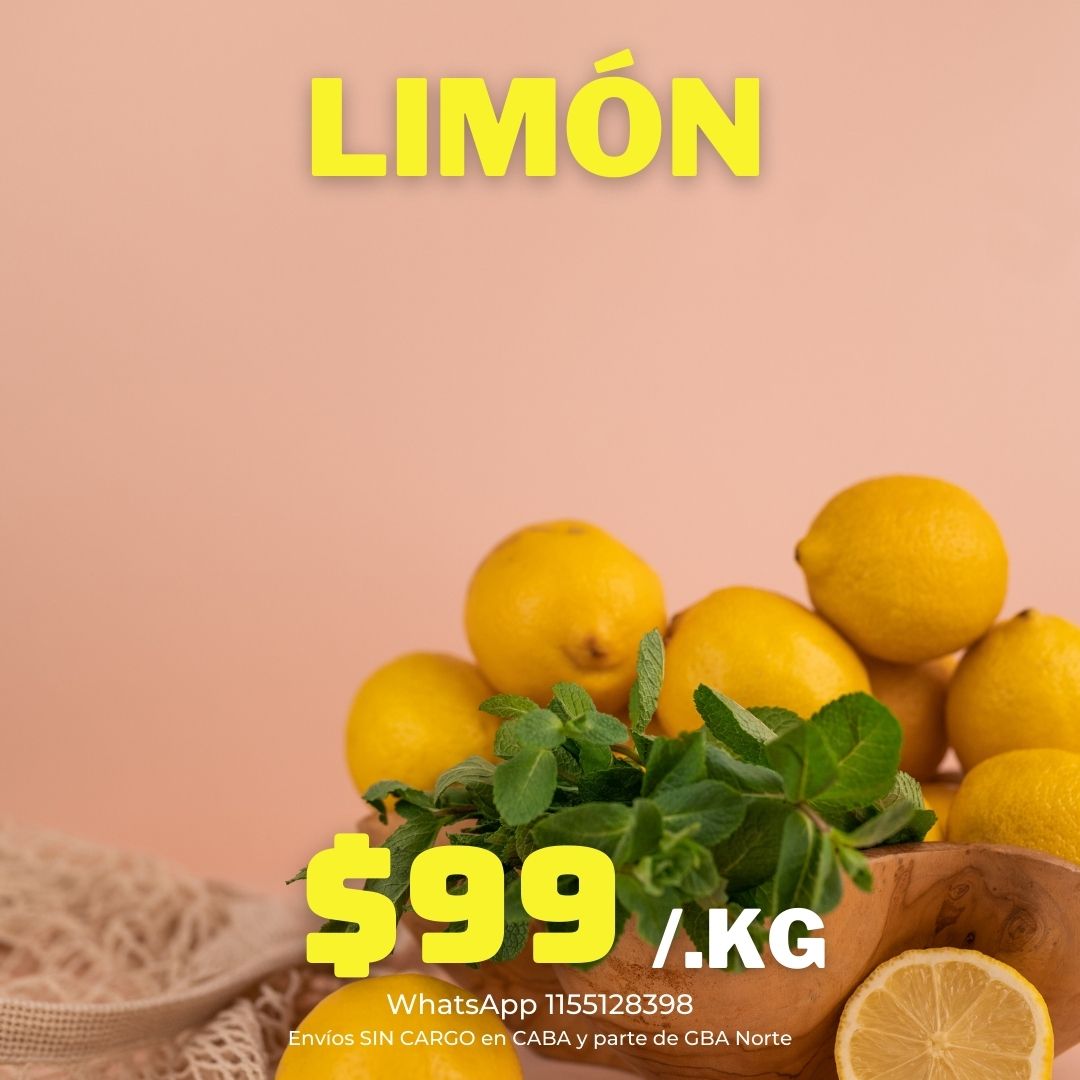 LIMÓN
$99 /.KG
WhatsApp 1155128398
Envíos SIN CARGO en CABA y parte de GBA Norte